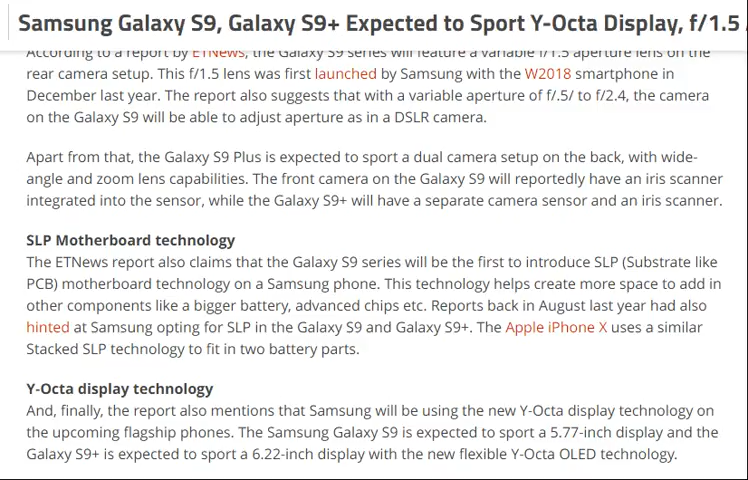 Samsung Galaxy S9, Galaxy S9+ Expected to Sport Y-Octa Display, f/1.5
According to a report by ETNews, the Galaxy S9 series will feature a variable f/1.5 aperture lens on the
rear camera setup. This f/1.5 lens was first launched by Samsung with the W2018 smartphone in
December last year. The report also suggests that with a variable aperture of f/.5/ to f/2.4, the camera
on the Galaxy S9 will be able to adjust aperture as in a DSLR camera.
Apart from that, the Galaxy S9 Plus is expected to sport a dual camera setup on the back, with wide-
angle and zoom lens capabilities. The front camera on the Galaxy S9 will reportedly have an iris scanner
integrated into the sensor, while the Galaxy S9+ will have a separate camera sensor and an iris scanner.
SLP Motherboard technology
The ETNews report also claims that the Galaxy S9 series will be the first to introduce SLP (Substrate like
PCB) motherboard technology on a Samsung phone. This technology helps create more space to add in
other components like a bigger battery, advanced chips etc. Reports back in August last year had also
hinted at Samsung opting for SLP in the Galaxy S9 and Galaxy S9+. The Apple iPhone X uses a similar
Stacked SLP technology to fit in two battery parts.
Y-Octa display technology
And, finally, the report also mentions that Samsung will be using the new Y-Octa display technology on
the upcoming flagship phones. The Samsung Galaxy S9 is expected to sport a 5.77-inch display and the
Galaxy S9+ is expected to sport a 6.22-inch display with the new flexible Y-Octa OLED technology.